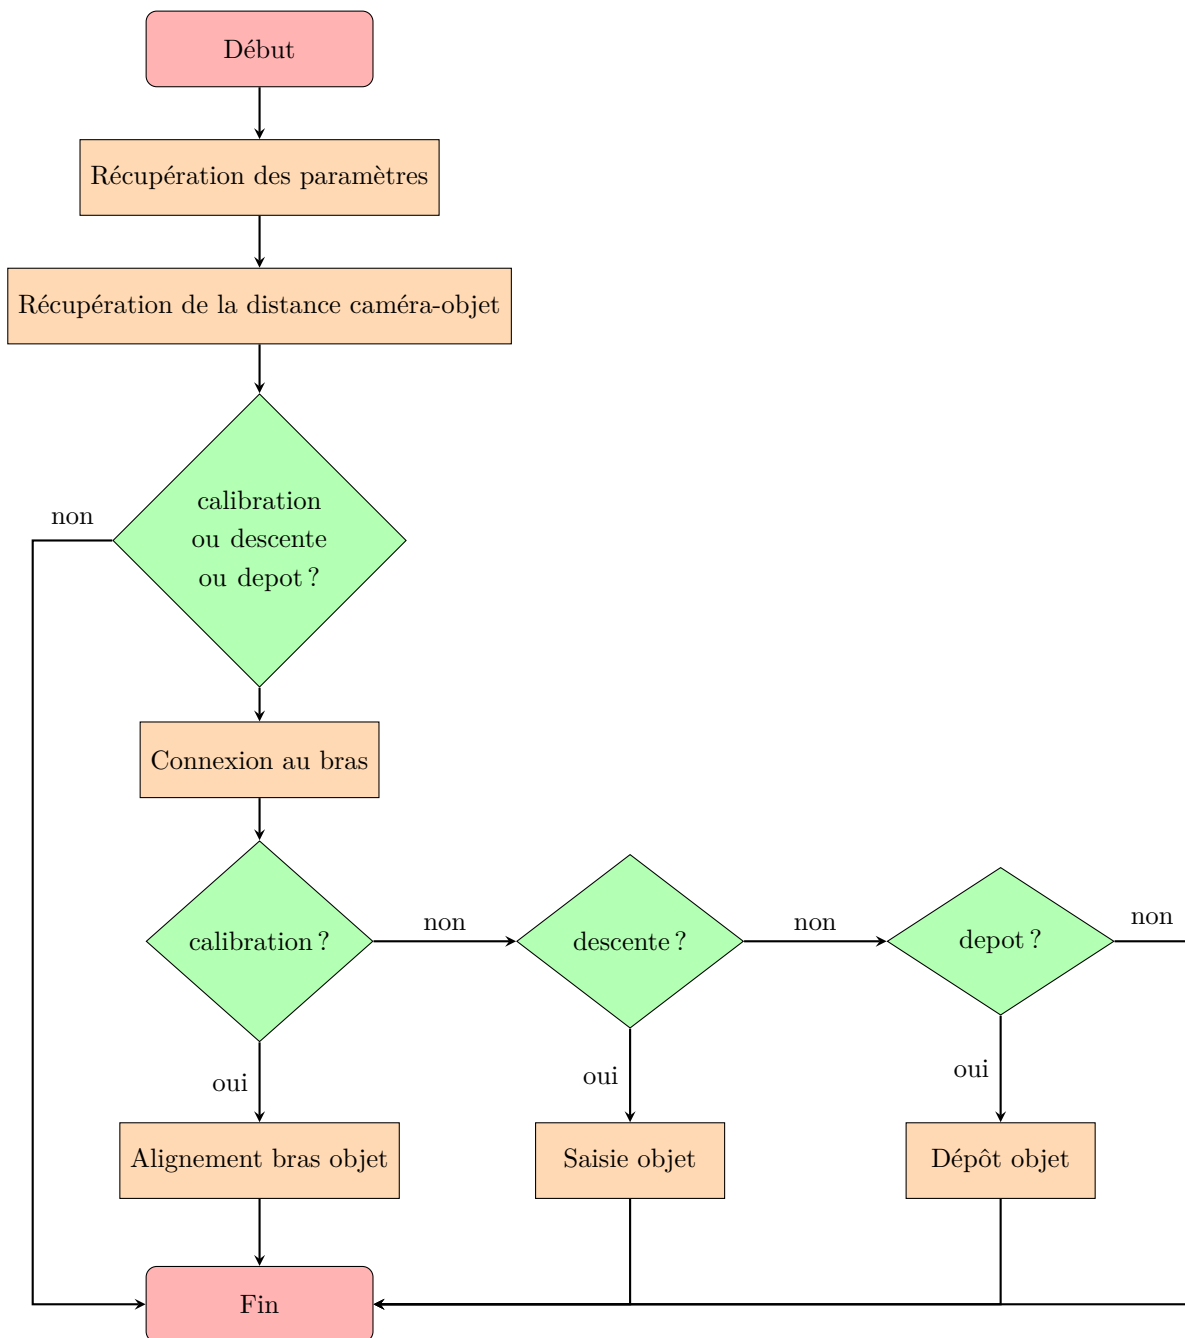 Début
Récupération des paramètres
Récupération de la distance caméra-objet
non
calibration
ou descente
ou depot ?
Connexion au bras
calibration ?
non
descente ?
non
depot ?
non
oui
oui
oui
Alignement bras objet
Saisie objet
Dépôt objet
Fin